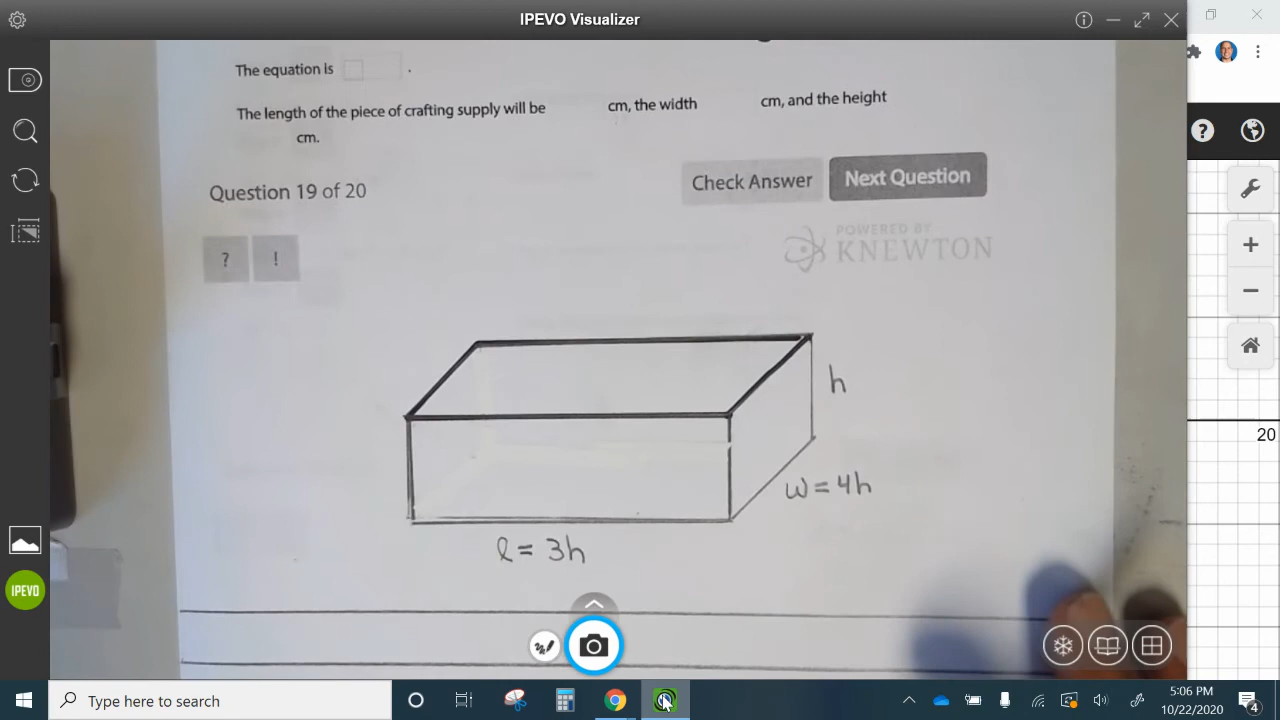 IPEVO Visualizer
The equation is .
The length of the piece of crafting supply will be cm, the width cm, and the height
cm.
Question 19 of 20
Check Answer
Next Question
? !
POWERED BY
KNEWTON
h
w = 4h
l = 3h
20
IPEVO
Type here to search
5:06 PM
10/22/2020
4